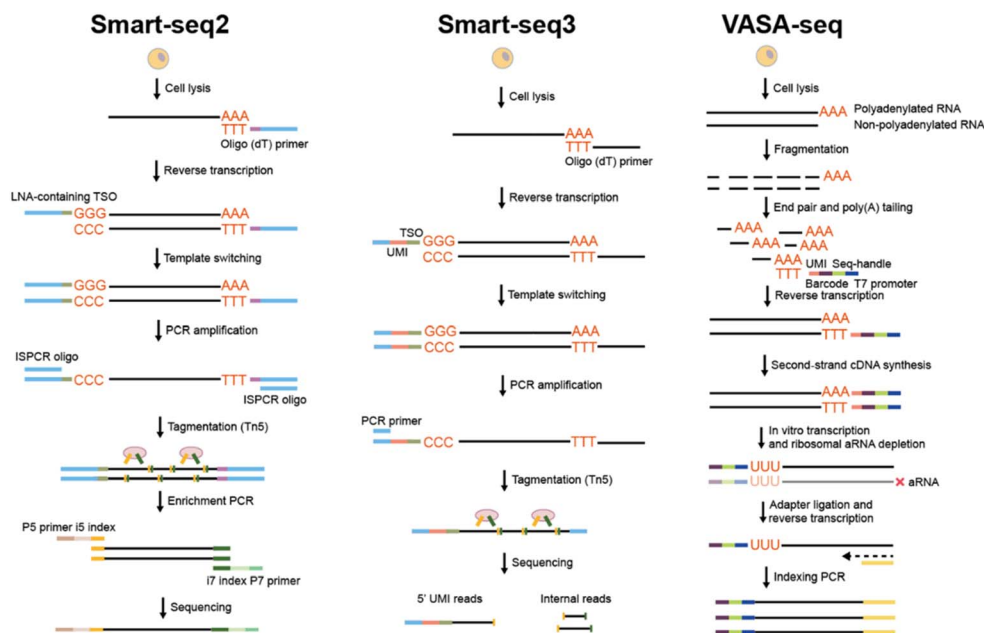 Smart-seq2
Cell lysis
AAA
TTT
Oligo (dT) primer
Reverse transcription
LNA-containing TSO
GGG AAA
CCC TTT
Template switching
GGG AAA
CCC TTT
PCR amplification
ISPCR oligo
CCC TTT
ISPCR oligo
Tagmentation (Tn5)
Enrichment PCR
P5 primer i5 index
i7 index P7 primer
Sequencing
Smart-seq3
Cell lysis
AAA
TTT
Oligo (dT) primer
Reverse transcription
TSO
GGG AAA
UMI
CCC TTT
Template switching
GGG AAA
CCC TTT
PCR amplification
PCR primer
CCC TTT
Tagmentation (Tn5)
Sequencing
5' UMI reads Internal reads
VASA-seq
Cell lysis
AAA Polyadenylated RNA
Non-polyadenylated RNA
Fragmentation
AAA
End pair and poly(A) tailing
AAA
AAA
AAA
AAA
AAA
UMI Seq-handle
TTT
Barcode T7 promoter
Reverse transcription
AAA
TTT
Second-strand cDNA synthesis
AAA
TTT
In vitro transcription
and ribosomal aRNA depletion
UUU
UUU aRNA
Adapter ligation and
reverse transcription
UUU
Indexing PCR